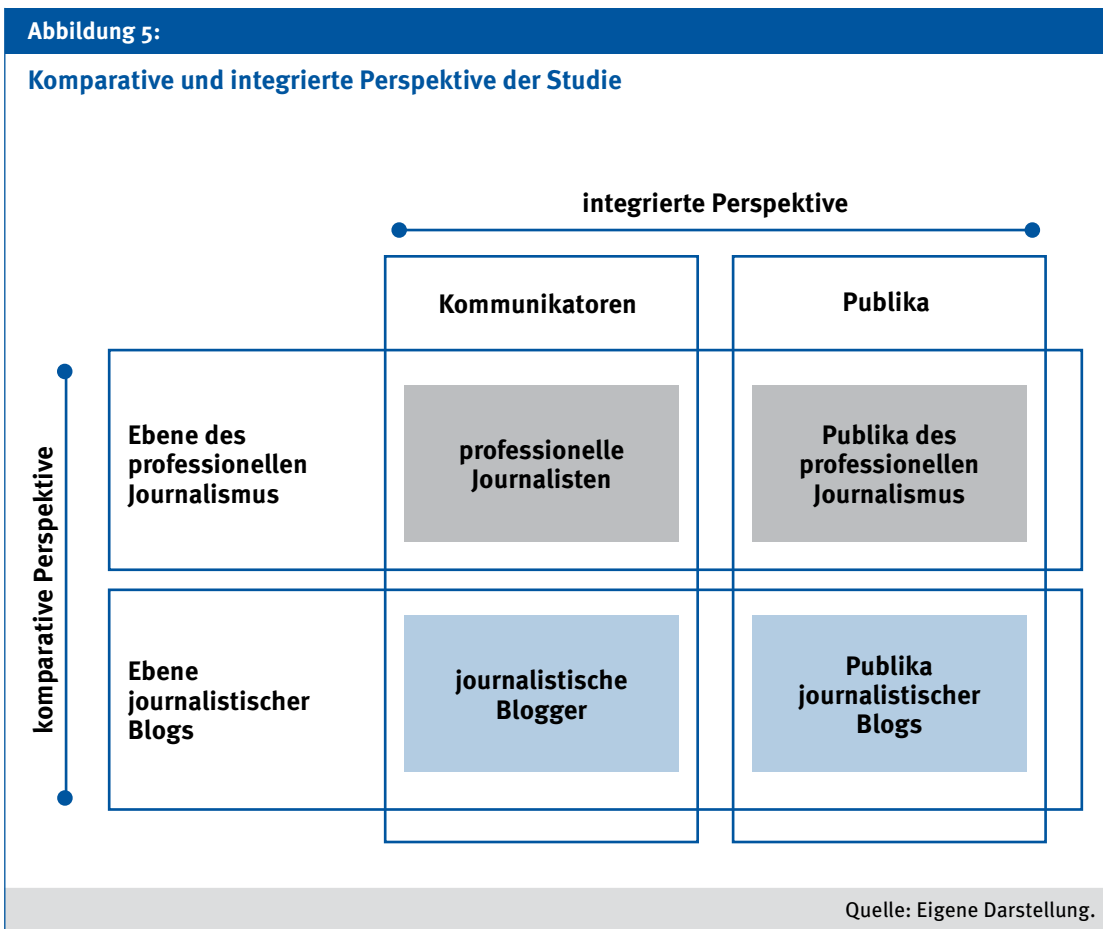 Abbildung 5:
Komparative und integrierte Perspektive der Studie
integrierte Perspektive
Kommunikatoren
Publika
komparative Perspektive
Ebene des
professionellen
Journalismus
professionelle
Journalisten
Publika des
professionellen
Journalismus
Ebene
journalistischer
Blogs
journalistische
Blogger
Publika
journalistischer
Blogs
Quelle: Eigene Darstellung.